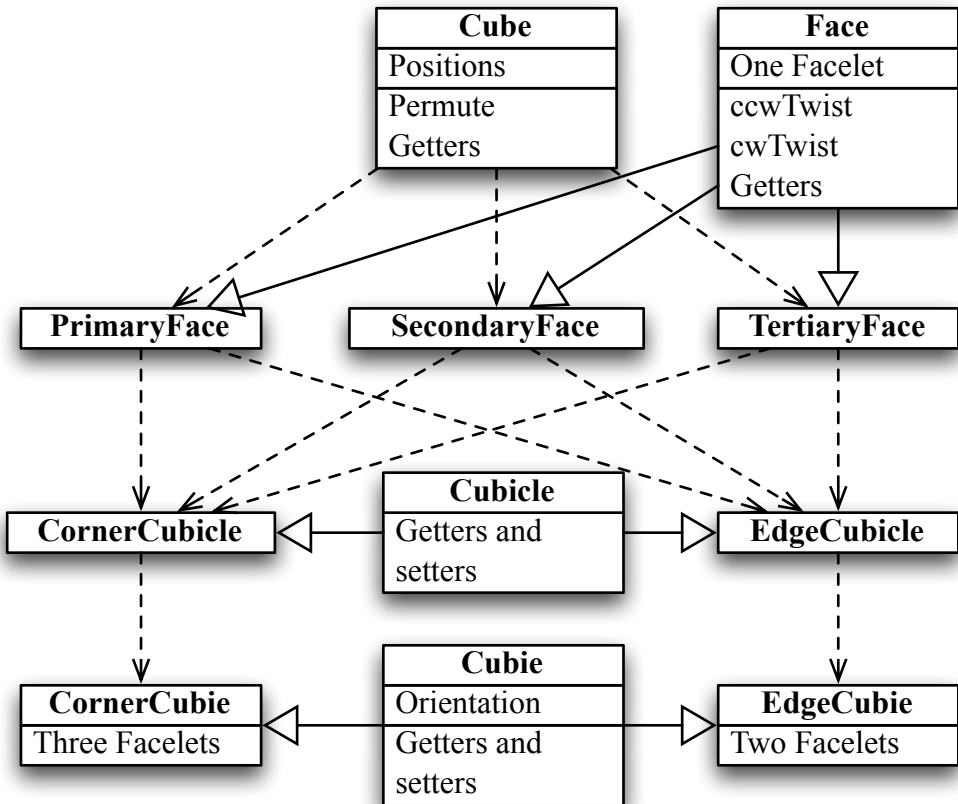 Cube
Positions
Permute
Getters
Face
One Facelet
ccwTwist
cwTwist
Getters
PrimaryFace
SecondaryFace
TertiaryFace
CornerCubicle
Cubicle
Getters and
setters
EdgeCubicle
CornerCubie
Three Facelets
Cubie
Orientation
Getters and
setters
EdgeCubie
Two Facelets